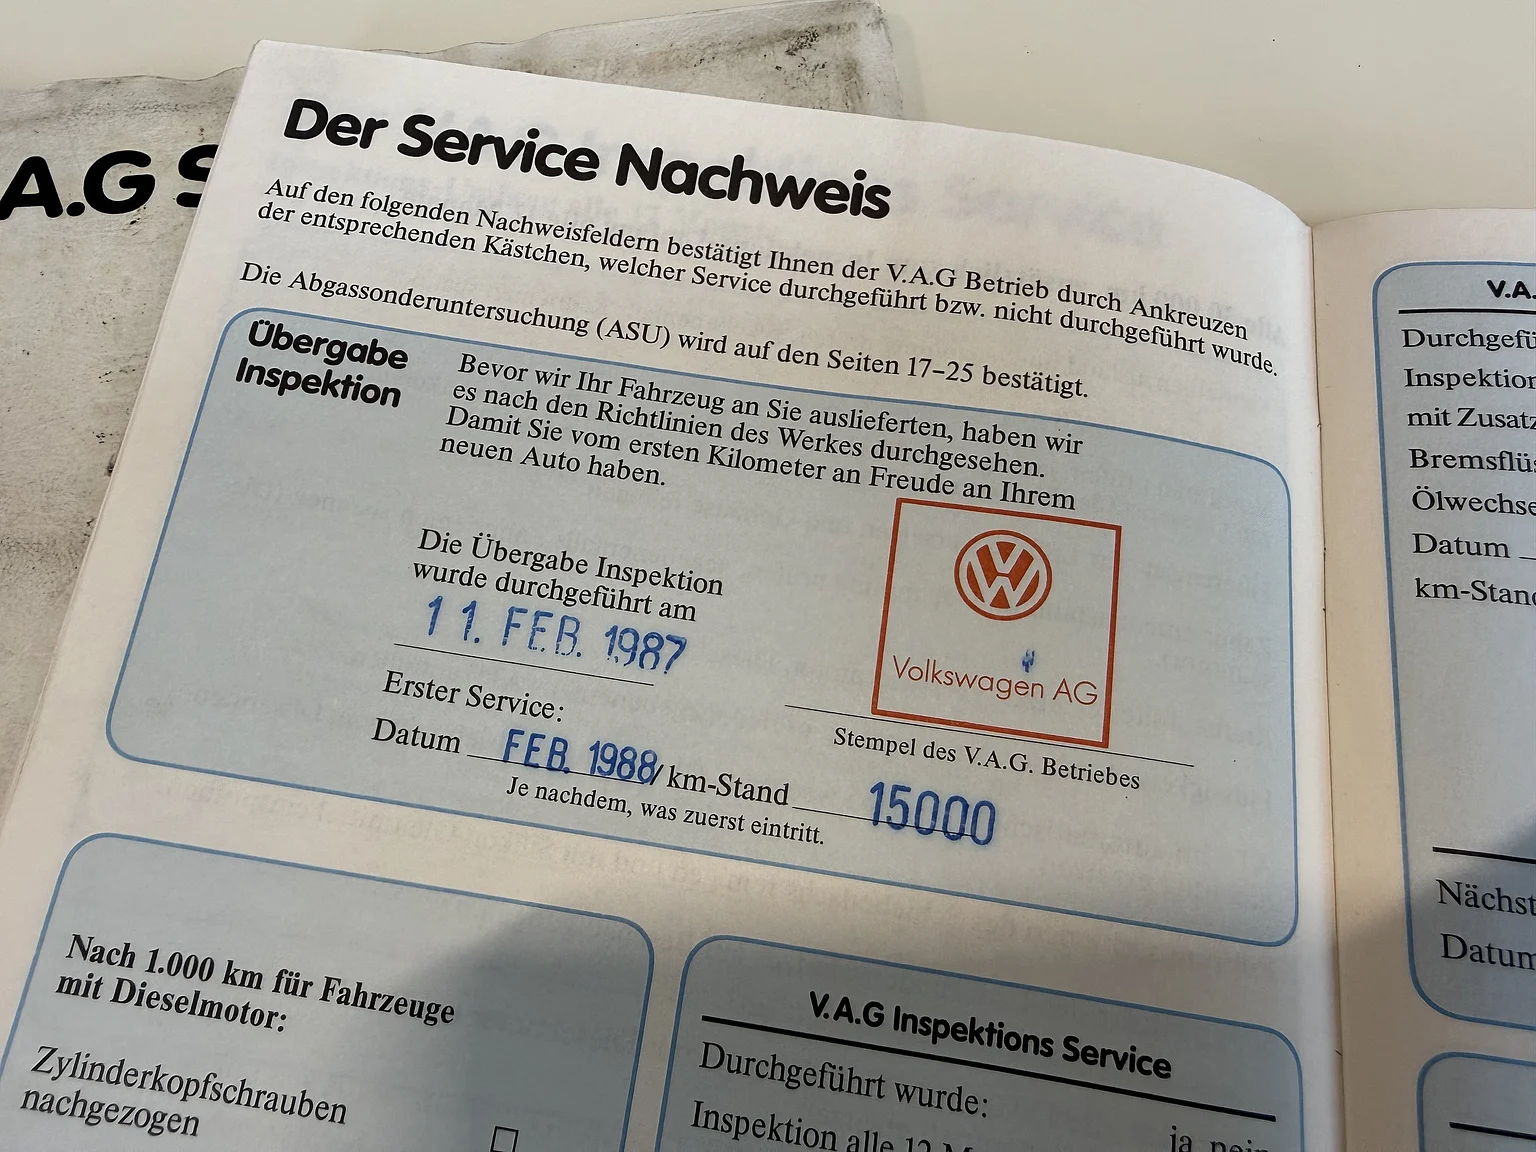 V.A.G
Der Service Nachweis
Auf den folgenden Nachweisfeldern bestätigt Ihnen der V.A.G Betrieb durch Ankreuzen
der entsprechenden Kästchen, welcher Service durchgeführt bzw. nicht durchgeführt wurde.
Die Abgassonderuntersuchung (ASU) wird auf den Seiten 17–25 bestätigt.
Übergabe
Inspektion
Bevor wir Ihr Fahrzeug an Sie auslieferten, haben wir
es nach den Richtlinien des Werkes durchgesehen.
Damit Sie vom ersten Kilometer an Freude an Ihrem
neuen Auto haben.
Die Übergabe Inspektion
wurde durchgeführt am
11. FEB. 1987
Volkswagen AG
Stempel des V.A.G. Betriebes
Erster Service:
Datum FEB. 1988 / km-Stand 15000
Je nachdem, was zuerst eintritt.
Nach 1.000 km für Fahrzeuge
mit Dieselmotor:
Zylinderkopfschrauben
nachgezogen
V.A.G Inspektions Service
Durchgeführt wurde:
ja nein
Inspektion alle 12
V.A.
Durchgefü
Inspektion
mit Zusatz
Bremsflüs
Ölwechse
Datum
km-Stand
Nächst
Datum